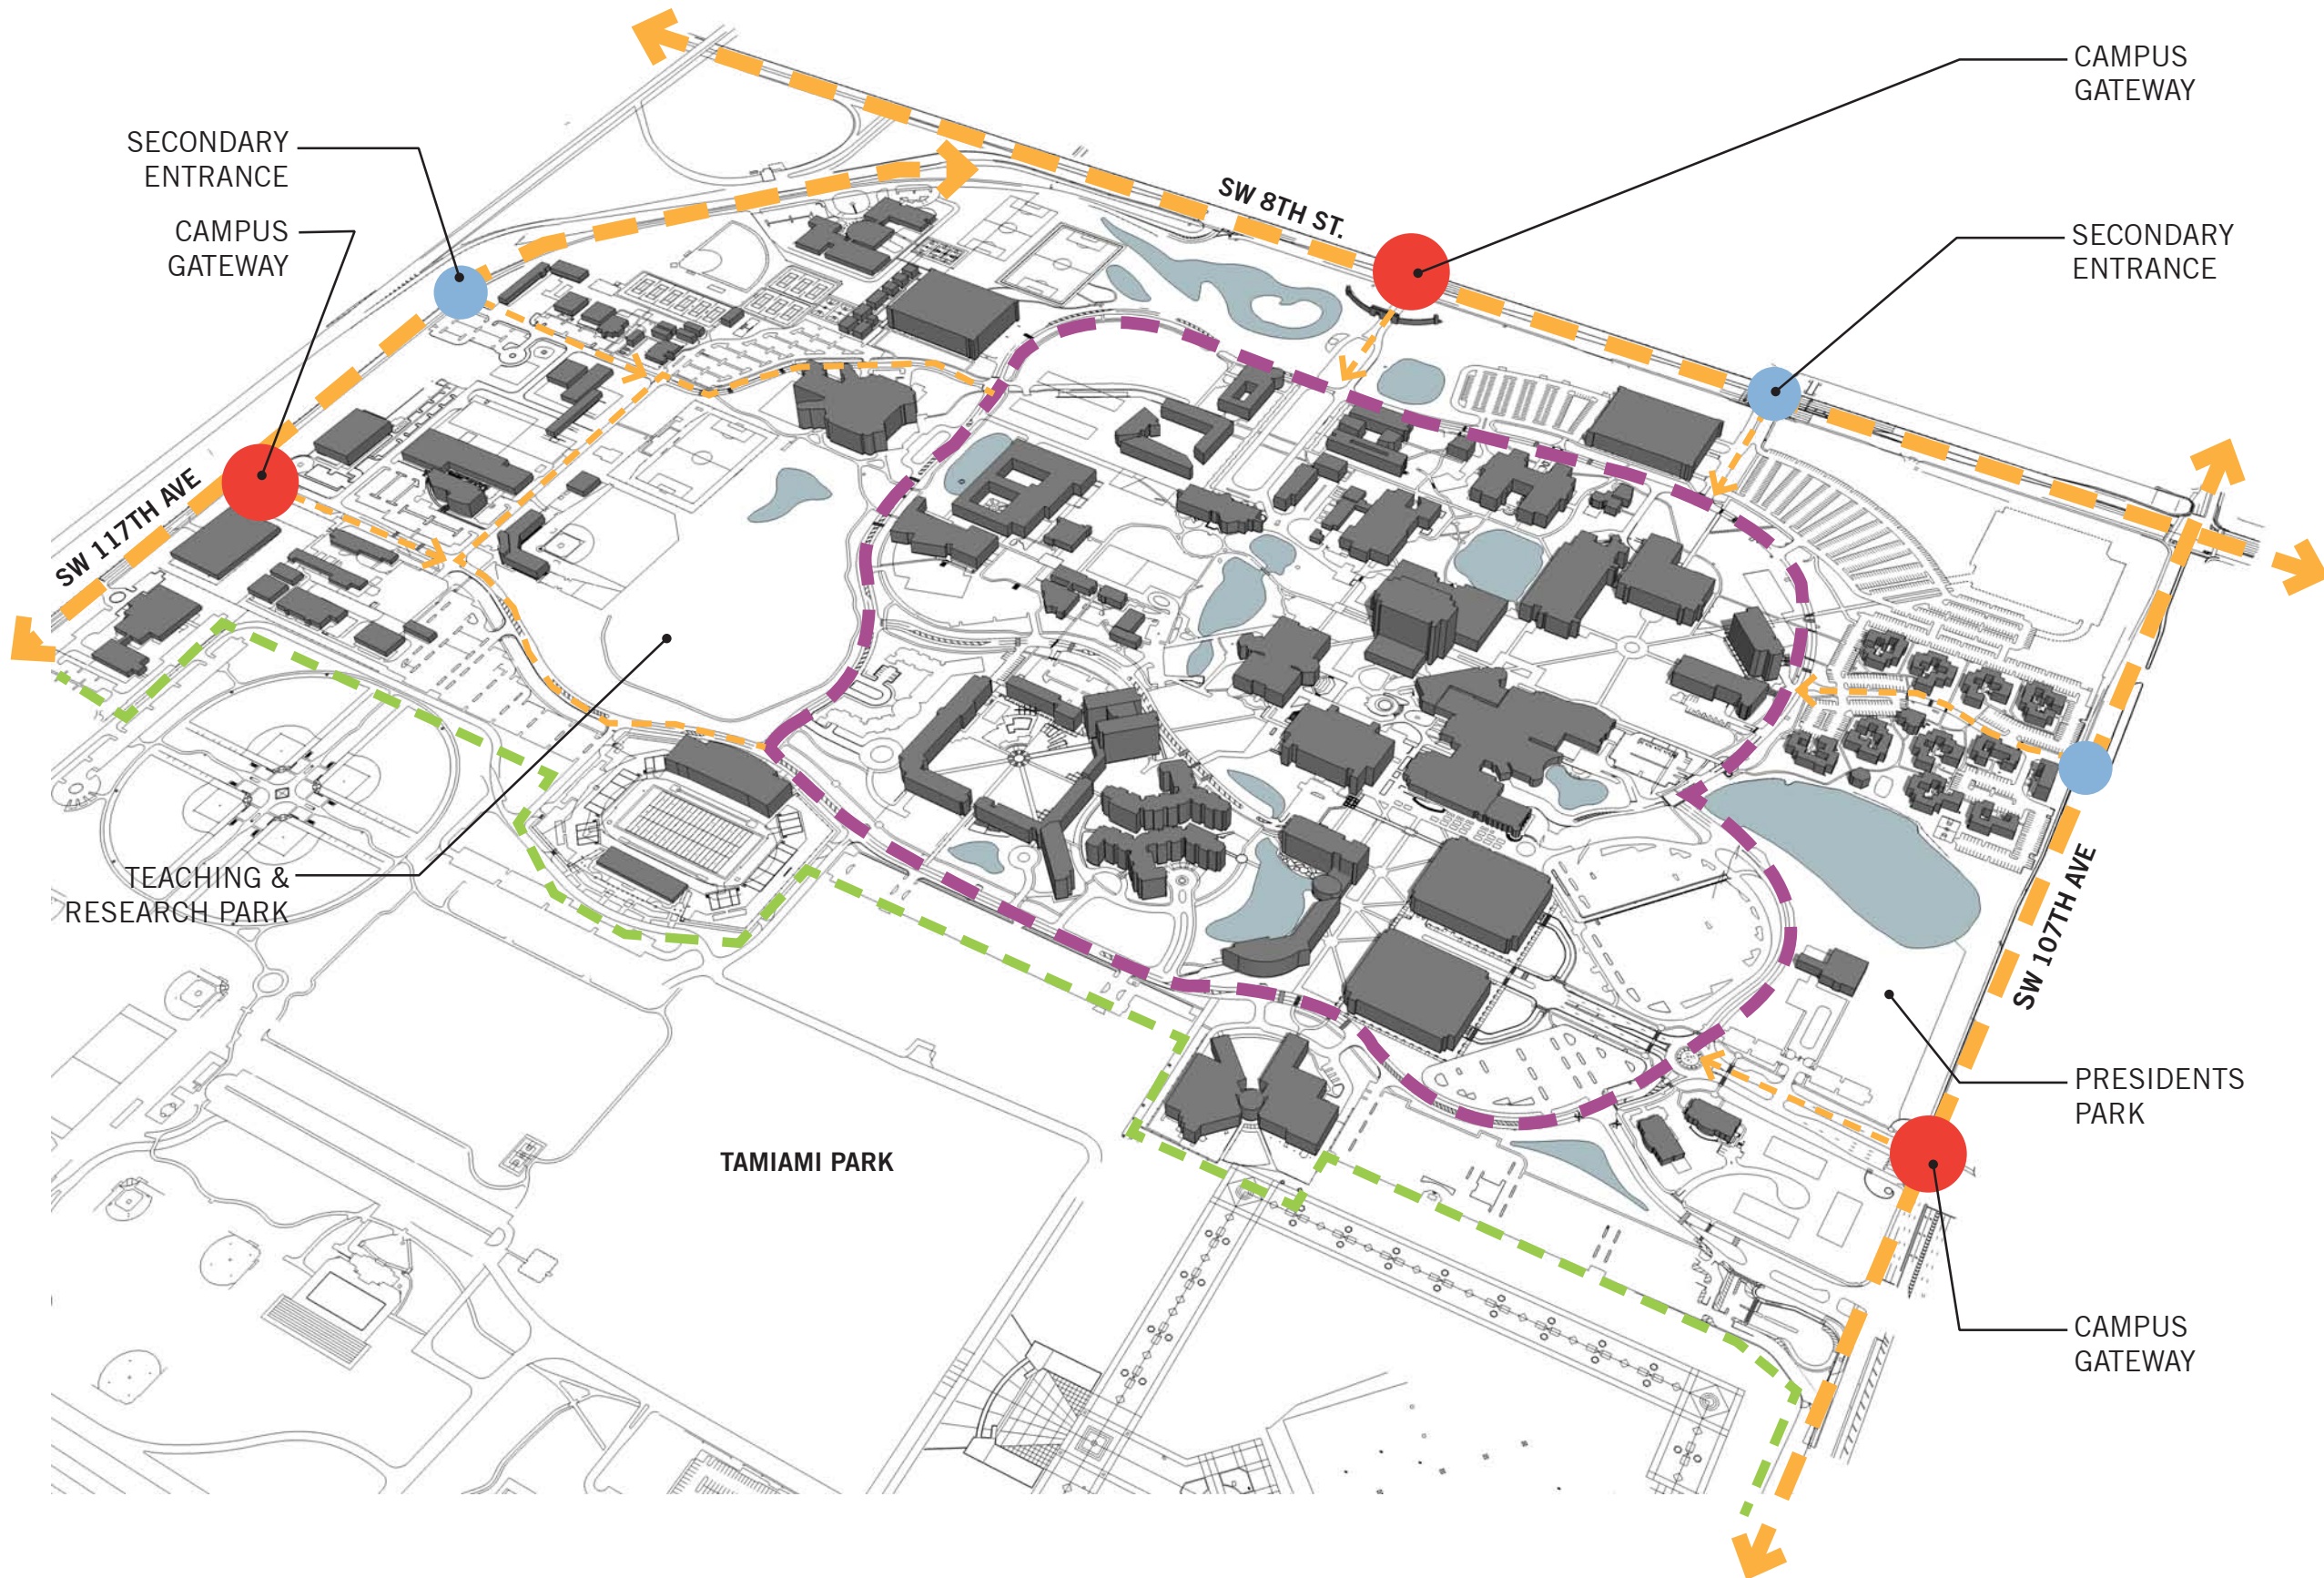 CAMPUS
GATEWAY
SECONDARY
ENTRANCE
SW 8TH ST.
CAMPUS
GATEWAY
SECONDARY
ENTRANCE
SW 117TH AVE
TEACHING &
RESEARCH PARK
SW 107TH AVE
PRESIDENTS
PARK
TAMIAMI PARK
CAMPUS
GATEWAY